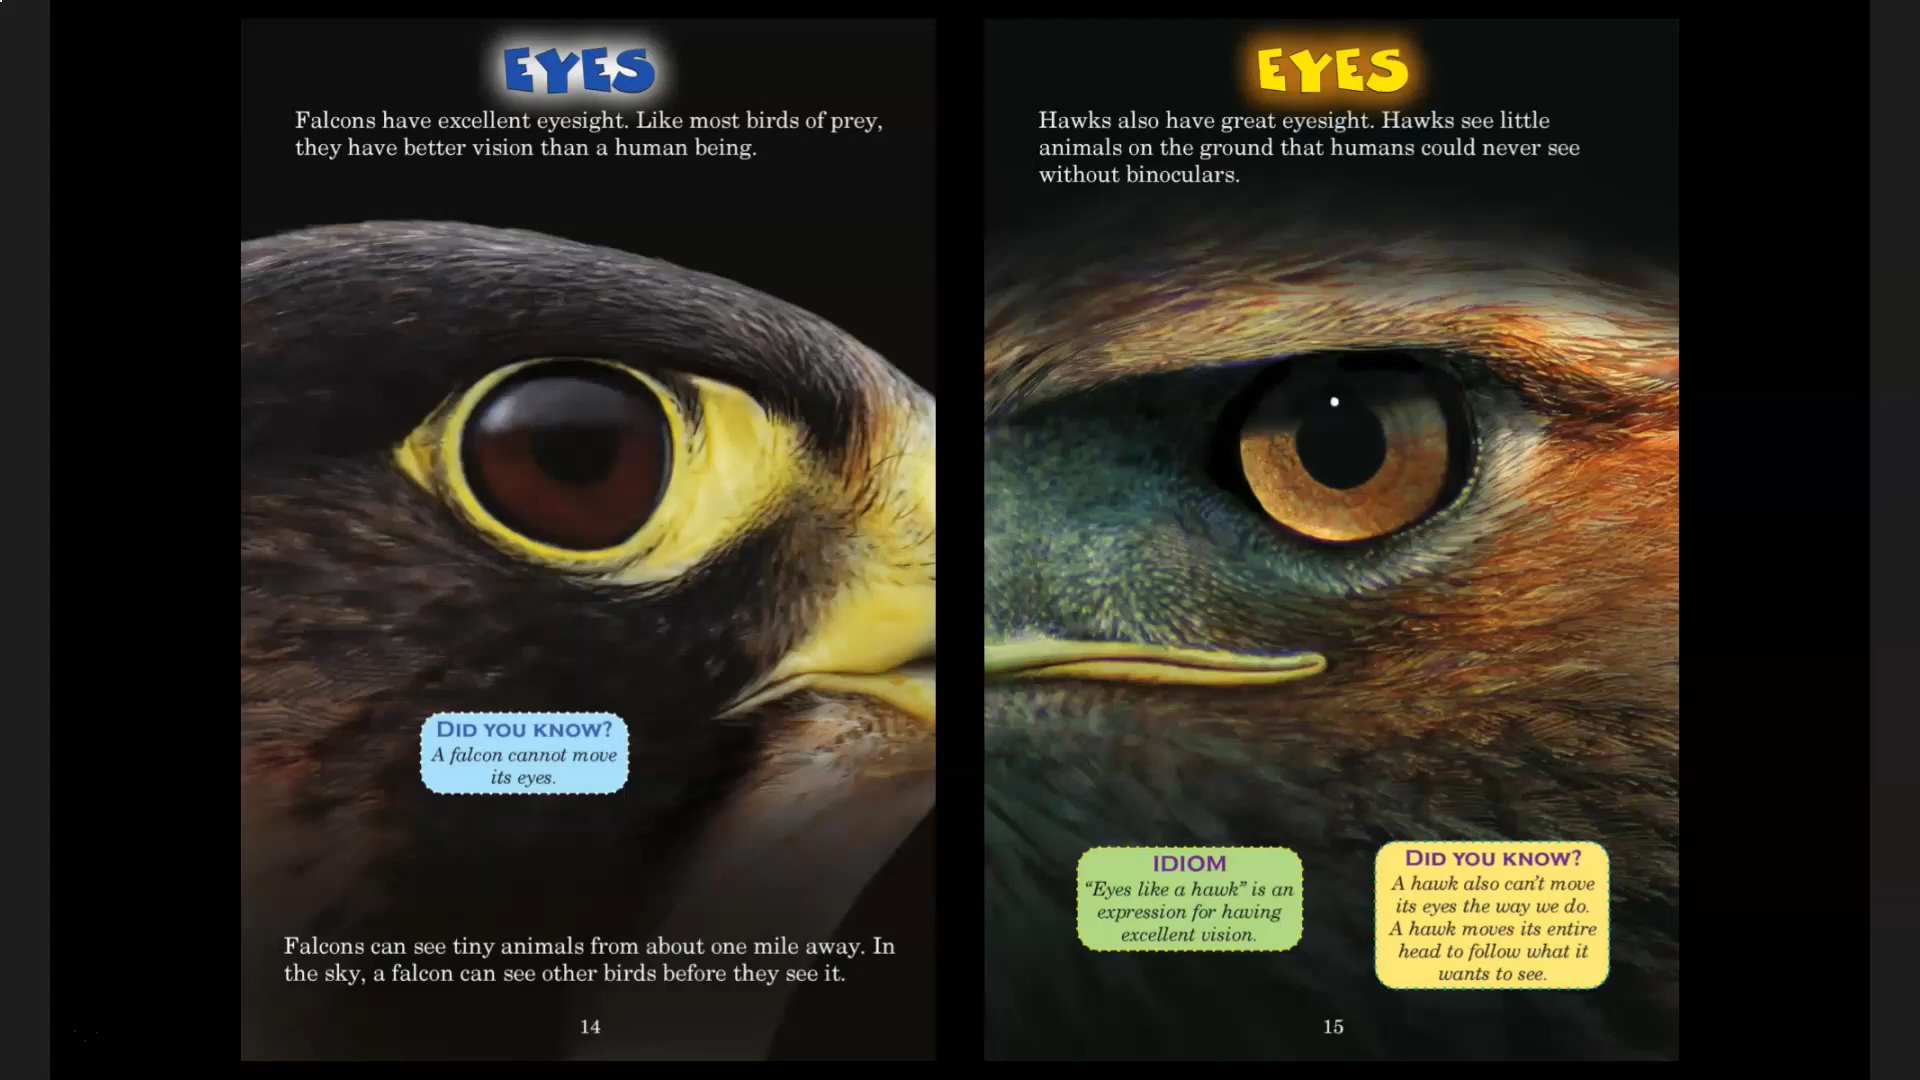 EYES
Falcons have excellent eyesight. Like most birds of prey,
they have better vision than a human being.
DID YOU KNOW?
A falcon cannot move
its eyes.
Falcons can see tiny animals from about one mile away. In
the sky, a falcon can see other birds before they see it.
14
EYES
Hawks also have great eyesight. Hawks see little
animals on the ground that humans could never see
without binoculars.
IDIOM
“Eyes like a hawk” is an
expression for having
excellent vision.
DID YOU KNOW?
A hawk also can’t move
its eyes the way we do.
A hawk moves its entire
head to follow what it
wants to see.
15